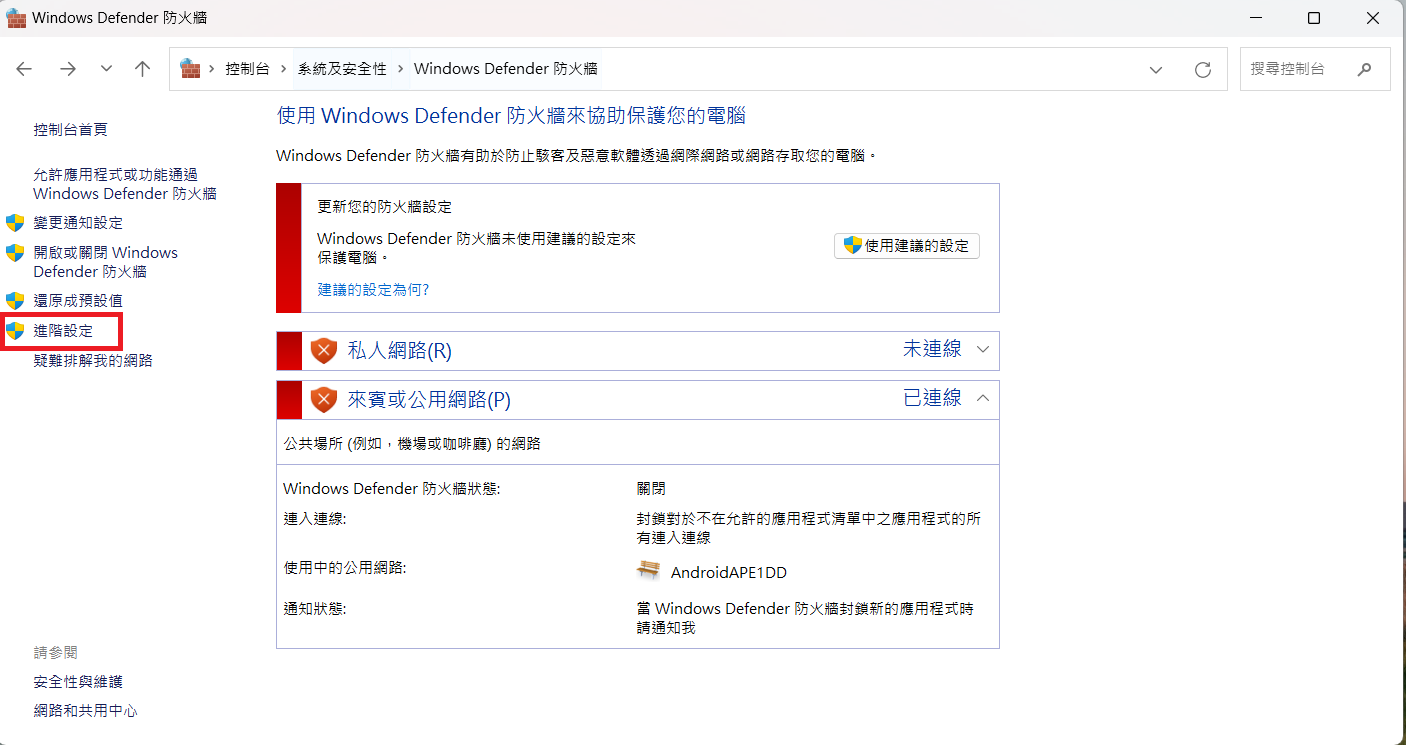 Windows Defender 防火牆
控制台 › 系統及安全性 › Windows Defender 防火牆
搜尋控制台
控制台首頁
允許應用程式或功能通過
Windows Defender 防火牆
變更通知設定
開啟或關閉 Windows
Defender 防火牆
還原成預設值
進階設定
疑難排解我的網路
使用 Windows Defender 防火牆來協助保護您的電腦
Windows Defender 防火牆有助於防止駭客及惡意軟體透過網際網路或網路存取您的電腦。
更新您的防火牆設定
Windows Defender 防火牆未使用建議的設定來
保護電腦。
使用建議的設定
建議的設定為何?
私人網路(R) 未連線
來賓或公用網路(P) 已連線
公共場所 (例如，機場或咖啡廳) 的網路
Windows Defender 防火牆狀態: 關閉
連入連線: 封鎖對於不在允許的應用程式清單中之應用程式的所
有連入連線
使用中的公用網路: AndroidAPE1DD
通知狀態: 當 Windows Defender 防火牆封鎖新的應用程式時
請通知我
請參閱
安全性與維護
網路和共用中心